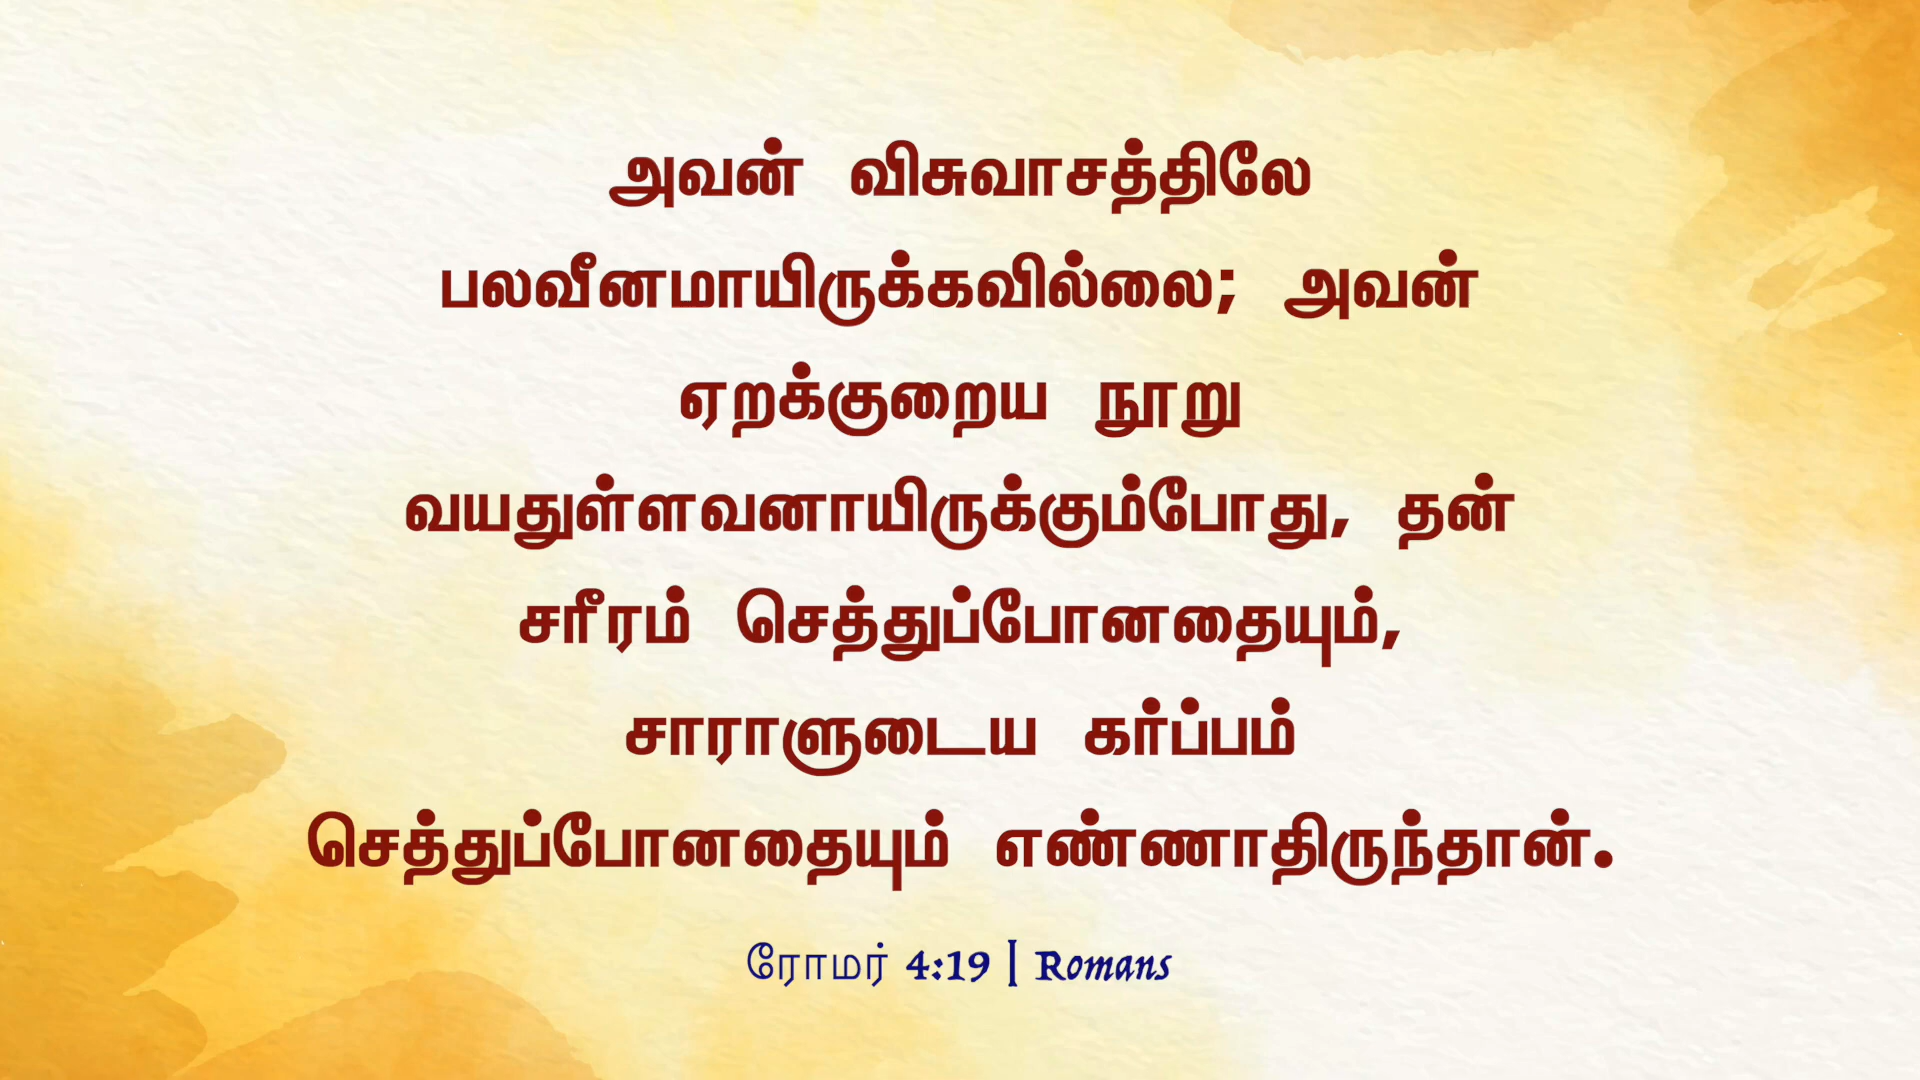 அவன் விசுவாசத்திலே
பலவீனமாயிருக்கவில்லை; அவன்
ஏறக்குறைய நூறு
வயதுள்ளவனாயிருக்கும்போது, தன்
சரீரம் செத்துப்போனதையும்,
சாராளுடைய கர்ப்பம்
செத்துப்போனதையும் எண்ணாதிருந்தான்.
ரோமர் 4:19 | Romans